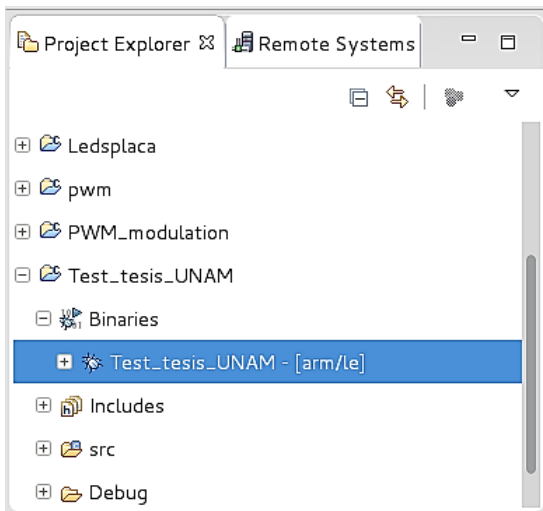 Project Explorer Remote Systems
Ledsplaca
pwm
PWM_modulation
Test_tesis_UNAM
Binaries
Test_tesis_UNAM - [arm/le]
Includes
src
Debug